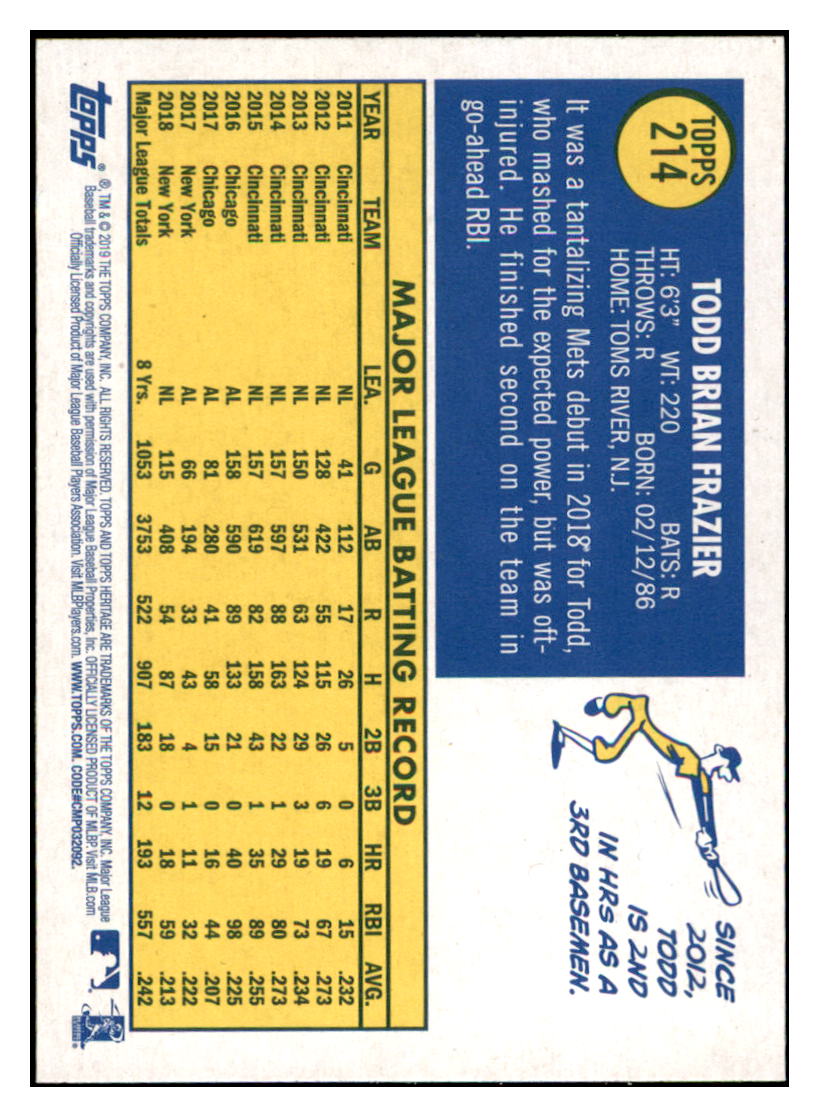 TOPPS
214
TODD BRIAN FRAZIER
HT: 6'3" WT: 220 BATS: R
THROWS: R BORN: 02/12/86
HOME: TOMS RIVER, N.J.
It was a tantalizing Mets debut in 2018 for Todd,
who mashed for the expected power, but was oft-
injured. He finished second on the team in
go-ahead RBI.
SINCE
2012,
TODD
IS 2ND
IN HRS AS A
3RD BASEMEN.
MAJOR LEAGUE BATTING RECORD
YEAR TEAM LEA. G AB R H 2B 3B HR RBI AVG.
2011 Cincinnati NL 41 112 17 26 5 0 6 15 .232
2012 Cincinnati NL 128 422 55 115 26 6 19 67 .273
2013 Cincinnati NL 150 531 63 124 29 3 19 73 .234
2014 Cincinnati NL 157 597 88 163 22 1 29 80 .273
2015 Cincinnati NL 157 619 82 158 43 1 35 89 .255
2016 Chicago AL 158 590 89 133 21 0 40 98 .225
2017 Chicago AL 81 280 41 58 15 0 16 44 .207
2017 New York AL 66 194 33 43 4 1 11 32 .222
2018 New York NL 115 408 54 87 18 0 18 59 .213
Major League Totals 8 Yrs. 1053 3753 522 907 183 12 193 557 .242
topps®
®, TM & © 2019 THE TOPPS COMPANY, INC. ALL RIGHTS RESERVED. TOPPS AND TOPPS HERITAGE ARE TRADEMARKS OF THE TOPPS COMPANY, INC. Major League
Baseball trademarks and copyrights are used with permission of Major League Baseball Properties, Inc. OFFICIALLY LICENSED PRODUCT OF MLBP. Visit MLB.com
Officially Licensed Product of Major League Baseball Players Association. Visit MLBPlayers.com. WWW.TOPPS.COM. CODE#CMP032092.